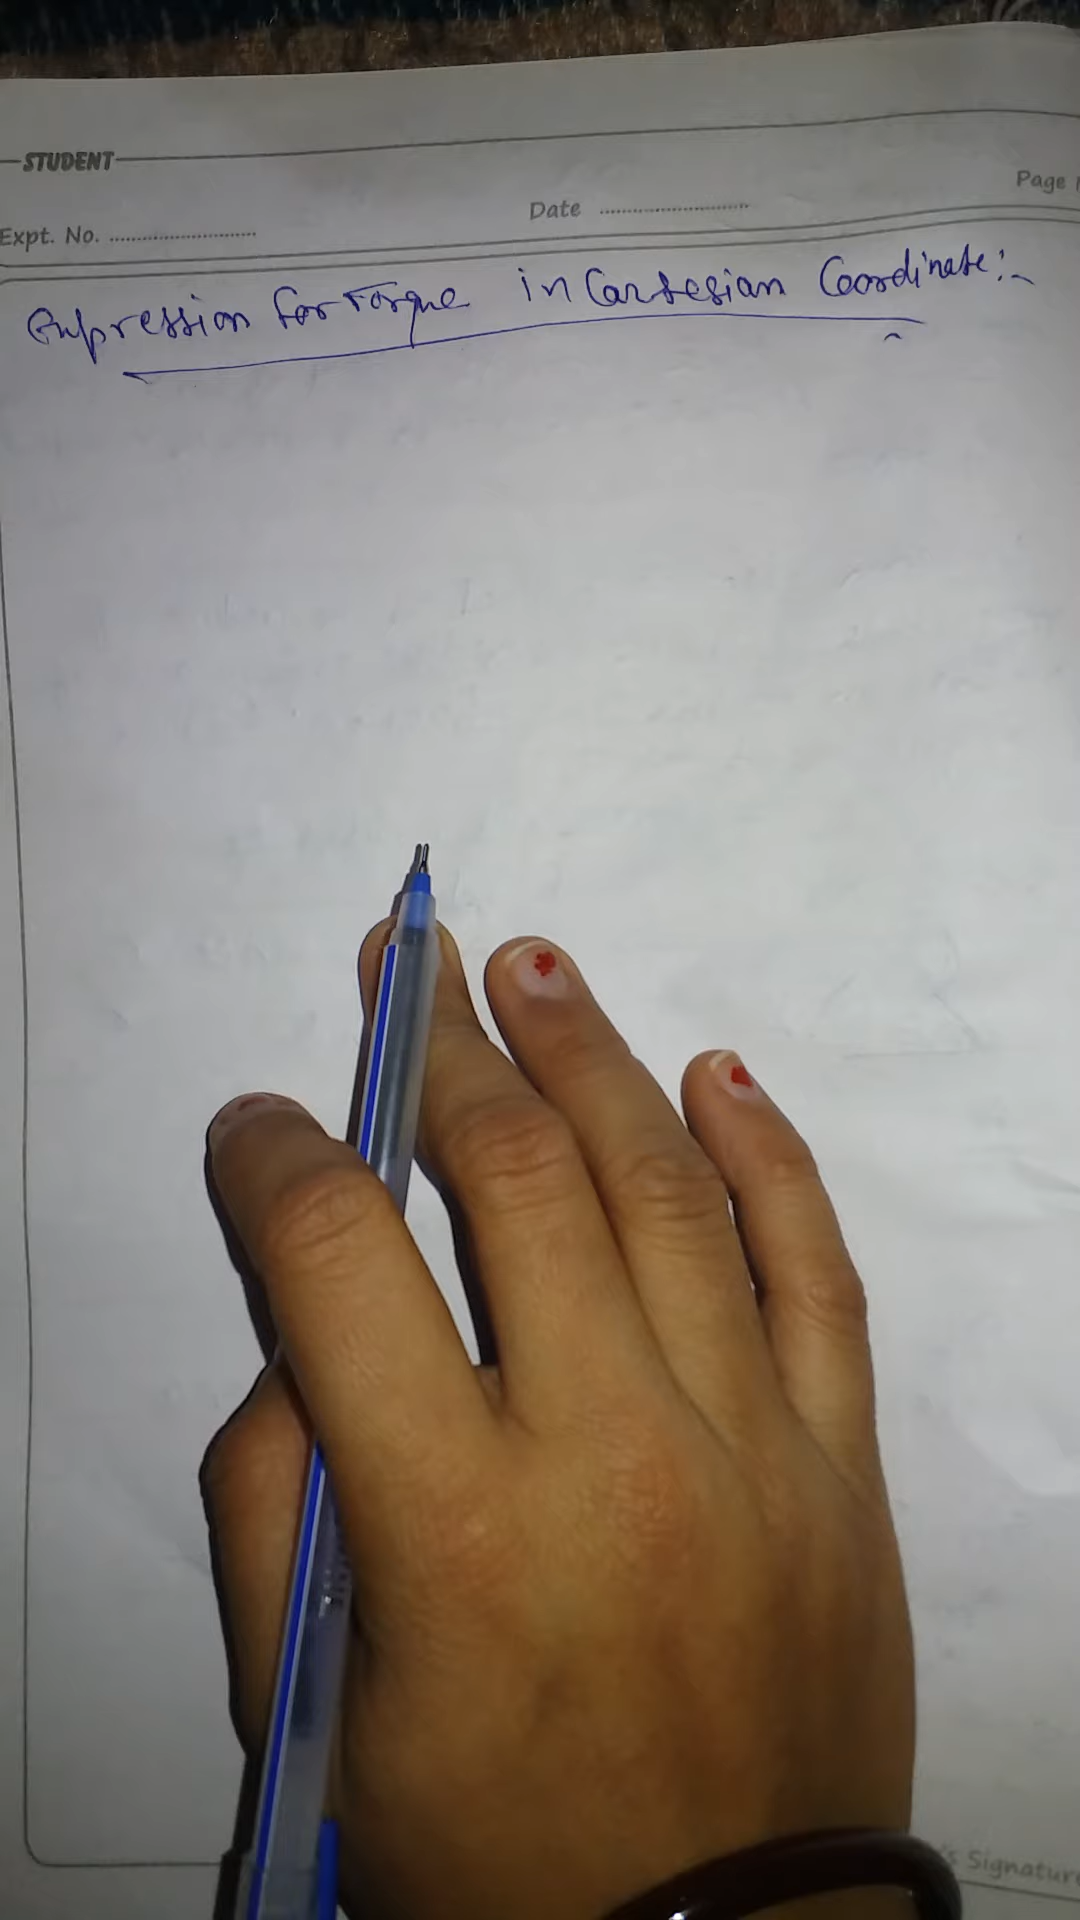 STUDENT
Page
Date
Expt. No.
Expression for Torque in Cartesian Coordinate:-
's Signature